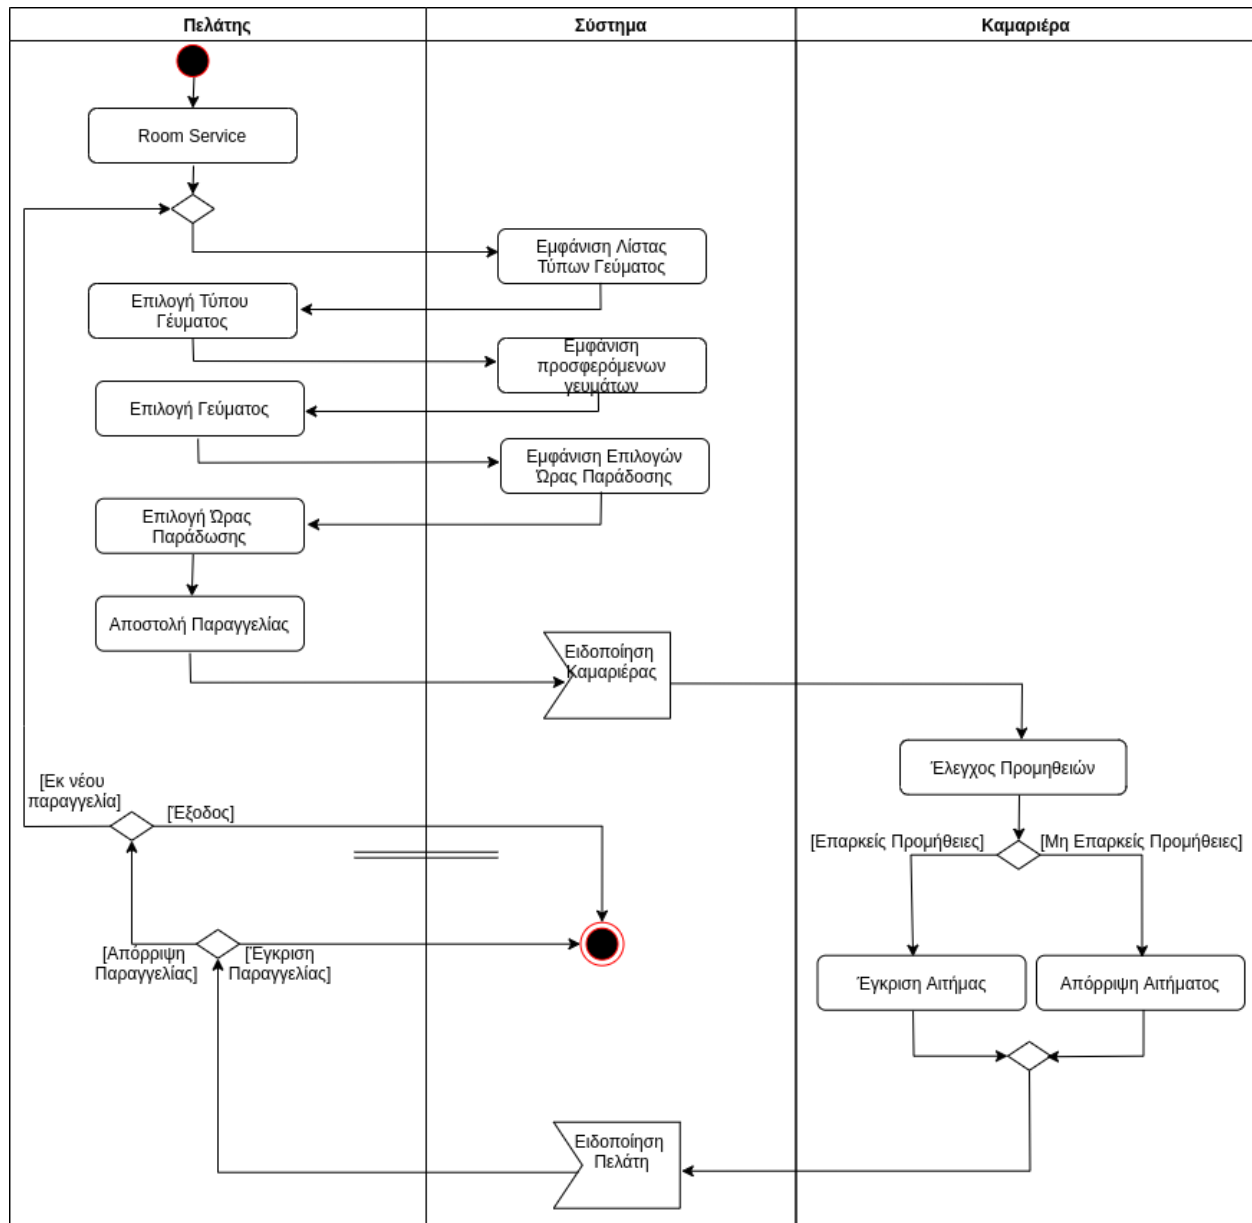 Πελάτης
Σύστημα
Καμαριέρα
Room Service
Εμφάνιση Λίστας
Τύπων Γεύματος
Επιλογή Τύπου
Γέυματος
Εμφάνιση
προσφερόμενων
γευμάτων
Επιλογή Γεύματος
Εμφάνιση Επιλογών
Ώρας Παράδοσης
Επιλογή Ώρας
Παράδωσης
Αποστολή Παραγγελίας
Ειδοποίηση
Καμαριέρας
Έλεγχος Προμηθειών
[Εκ νέου
παραγγελία]
[Έξοδος]
[Επαρκείς Προμήθειες]
[Μη Επαρκείς Προμήθειες]
[Απόρριψη
Παραγγελίας]
[Έγκριση
Παραγγελίας]
Έγκριση Αιτήμας
Απόρριψη Αιτήματος
Ειδοποίηση
Πελάτη